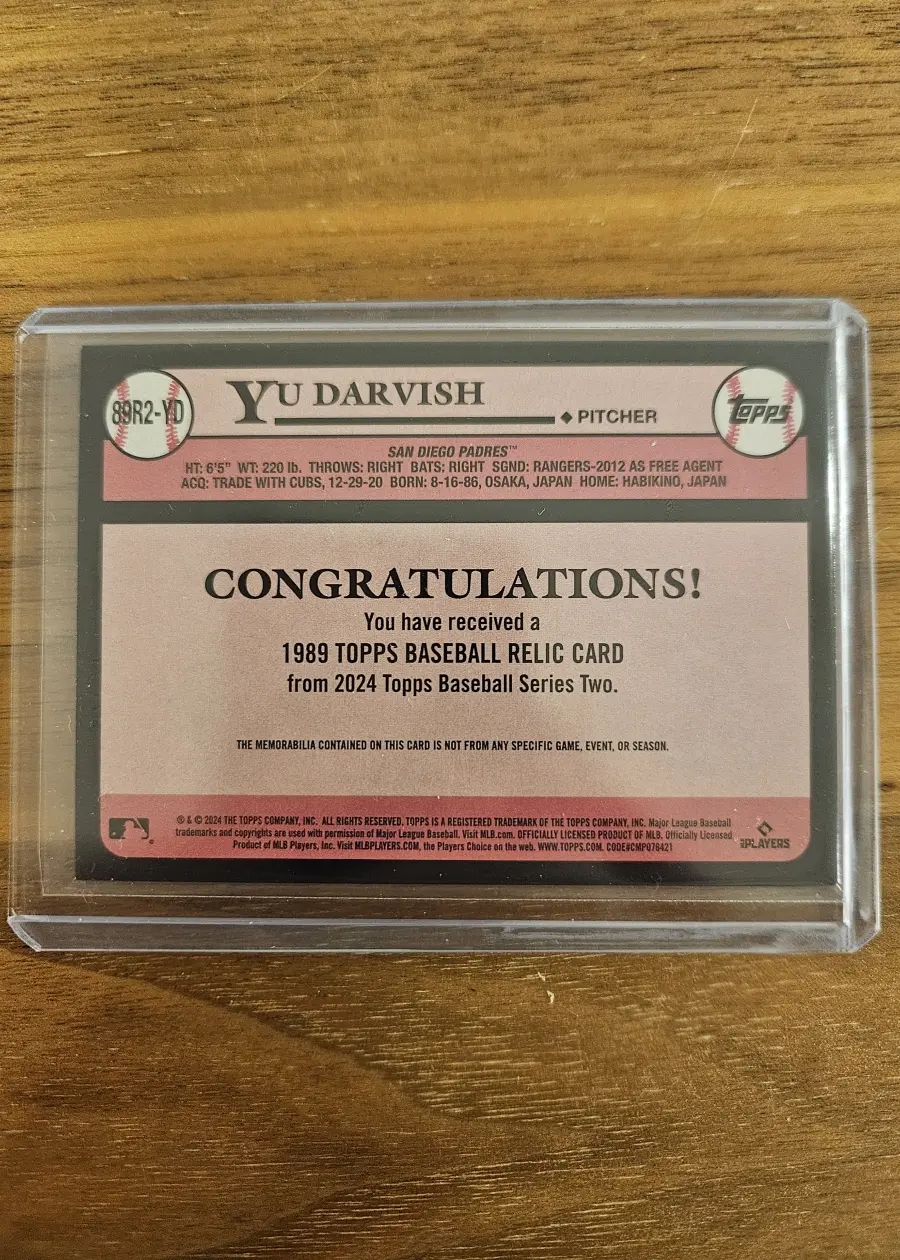 89R2-YD
YU DARVISH
◆ PITCHER
TOPPS
SAN DIEGO PADRES™
HT: 6'5" WT: 220 lb. THROWS: RIGHT BATS: RIGHT SGND: RANGERS-2012 AS FREE AGENT
ACQ: TRADE WITH CUBS, 12-29-20 BORN: 8-16-86, OSAKA, JAPAN HOME: HABIKINO, JAPAN
CONGRATULATIONS!
You have received a
1989 TOPPS BASEBALL RELIC CARD
from 2024 Topps Baseball Series Two.
THE MEMORABILIA CONTAINED ON THIS CARD IS NOT FROM ANY SPECIFIC GAME, EVENT, OR SEASON.
® & © 2024 THE TOPPS COMPANY, INC. ALL RIGHTS RESERVED. TOPPS IS A REGISTERED TRADEMARK OF THE TOPPS COMPANY, INC. Major League Baseball
trademarks and copyrights are used with permission of Major League Baseball. Visit MLB.com. OFFICIALLY LICENSED PRODUCT OF MLB. Officially Licensed
Product of MLB Players, Inc. Visit MLBPLAYERS.COM, the Players Choice on the web. WWW.TOPPS.COM. CODE#CMP076421
PLAYERS